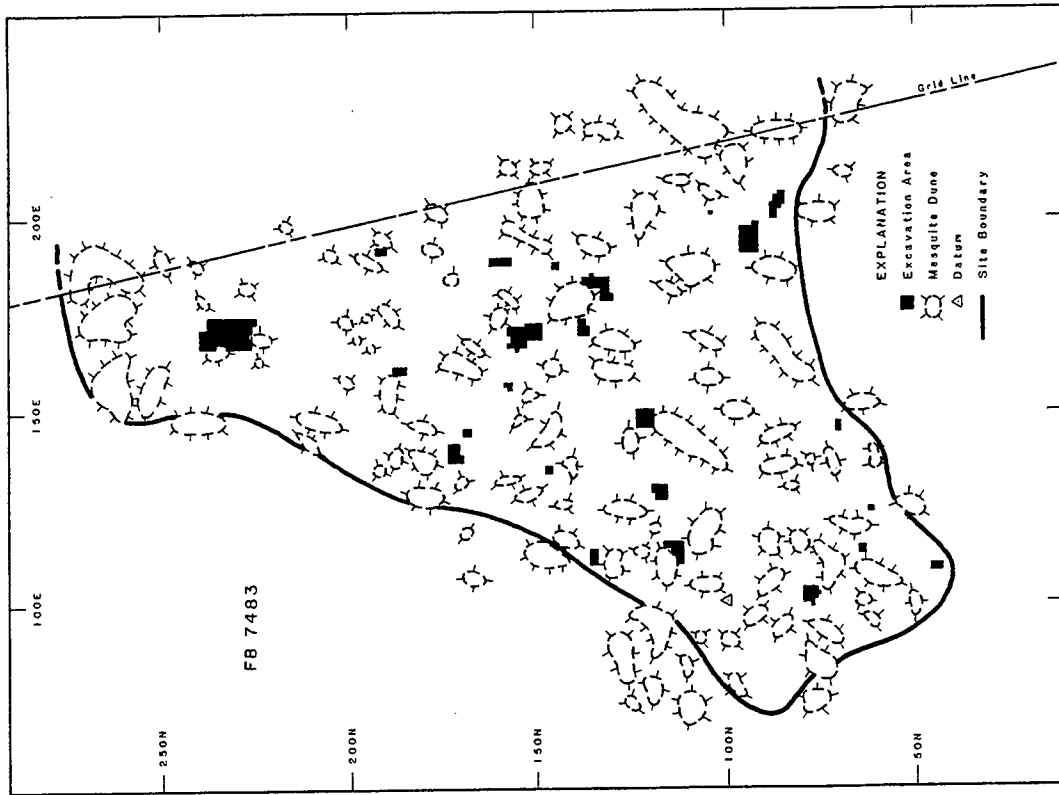 FB 7483
250N
200N
150N
100N
50N
100E
150E
200E
Grid Line
EXPLANATION
Excavation Area
Mesquite Dune
Datum
Site Boundary